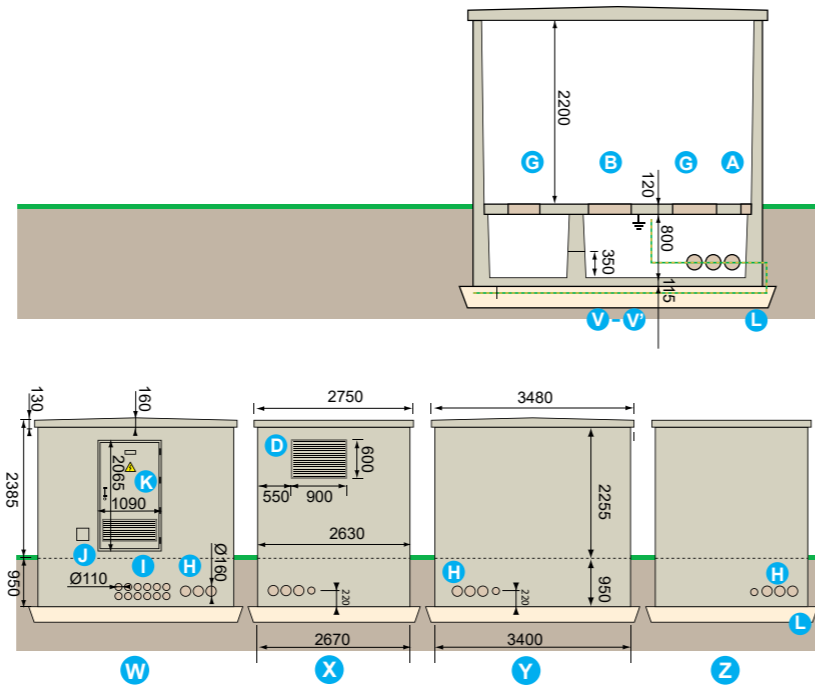 2200
G B G A
120
800
350
115
V - V'
L
130
160
2750
3480
2385
2065
K
1090
D
600
550
900
2255
2630
J
I
H
Ø160
Ø110
950
220
H
220
950
H
L
2670
3400
W
X
Y
Z